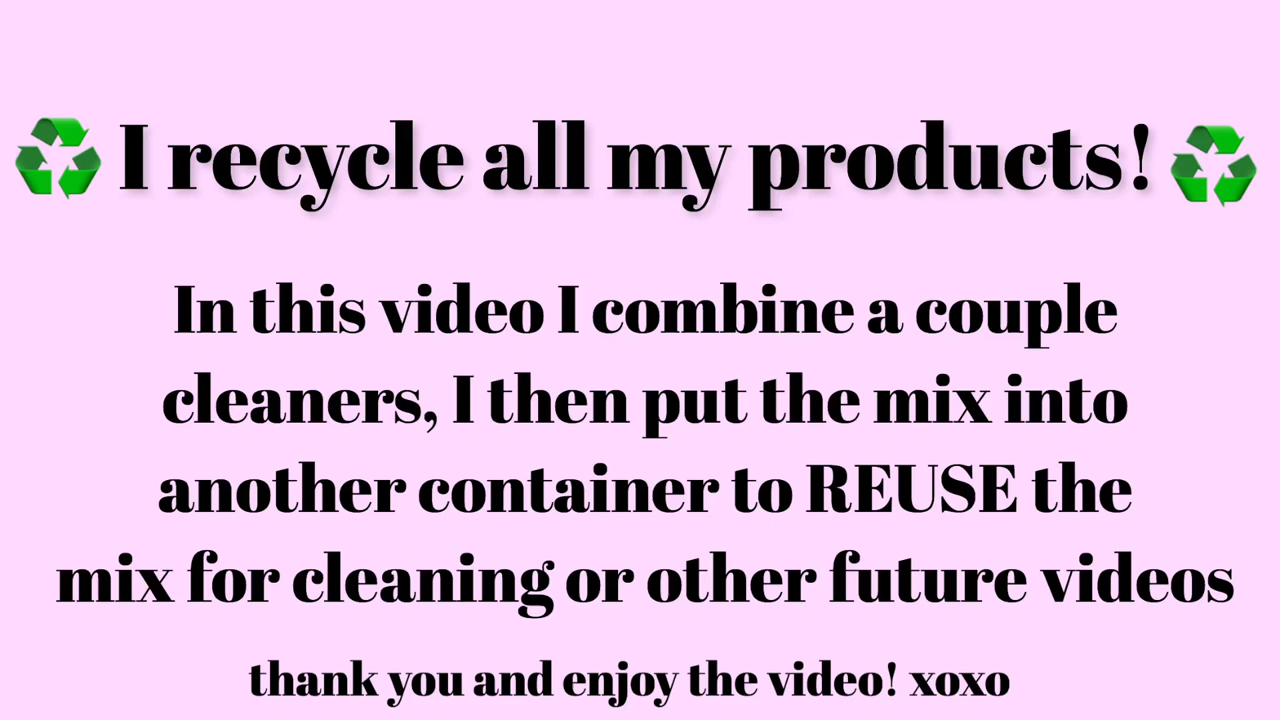 ♻️ I recycle all my products! ♻️
In this video I combine a couple
cleaners, I then put the mix into
another container to REUSE the
mix for cleaning or other future videos
thank you and enjoy the video! xoxo